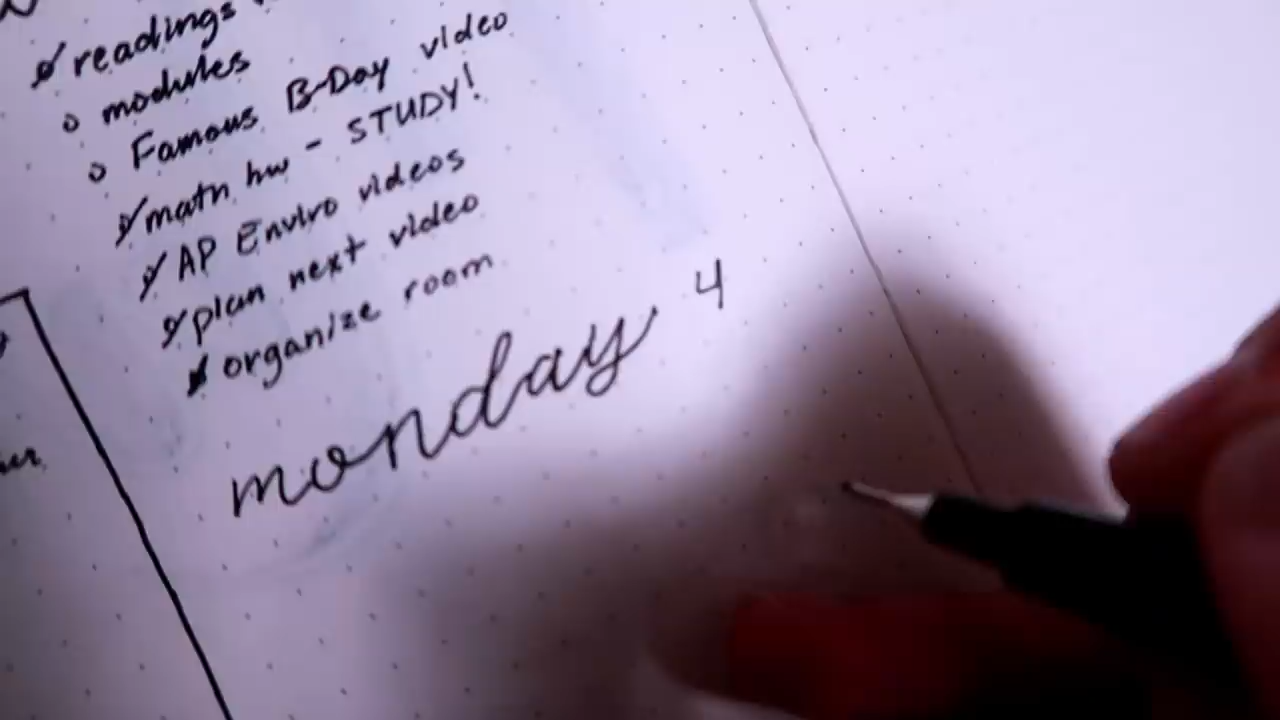 readings
modules
Famous B-Day video
math hw - STUDY!
AP Enviro videos
plan next video
organize room
monday 4